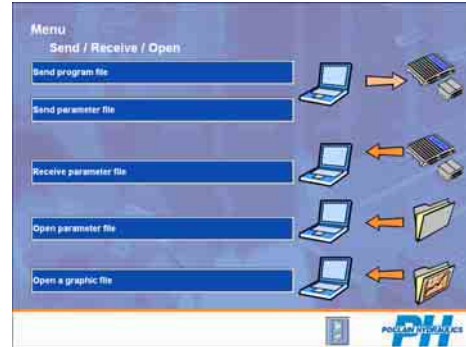 Menu
Send / Receive / Open
Send program file
Send parameter file
Receive parameter file
Open parameter file
Open a graphic file
PH
POCLAIN HYDRAULICS